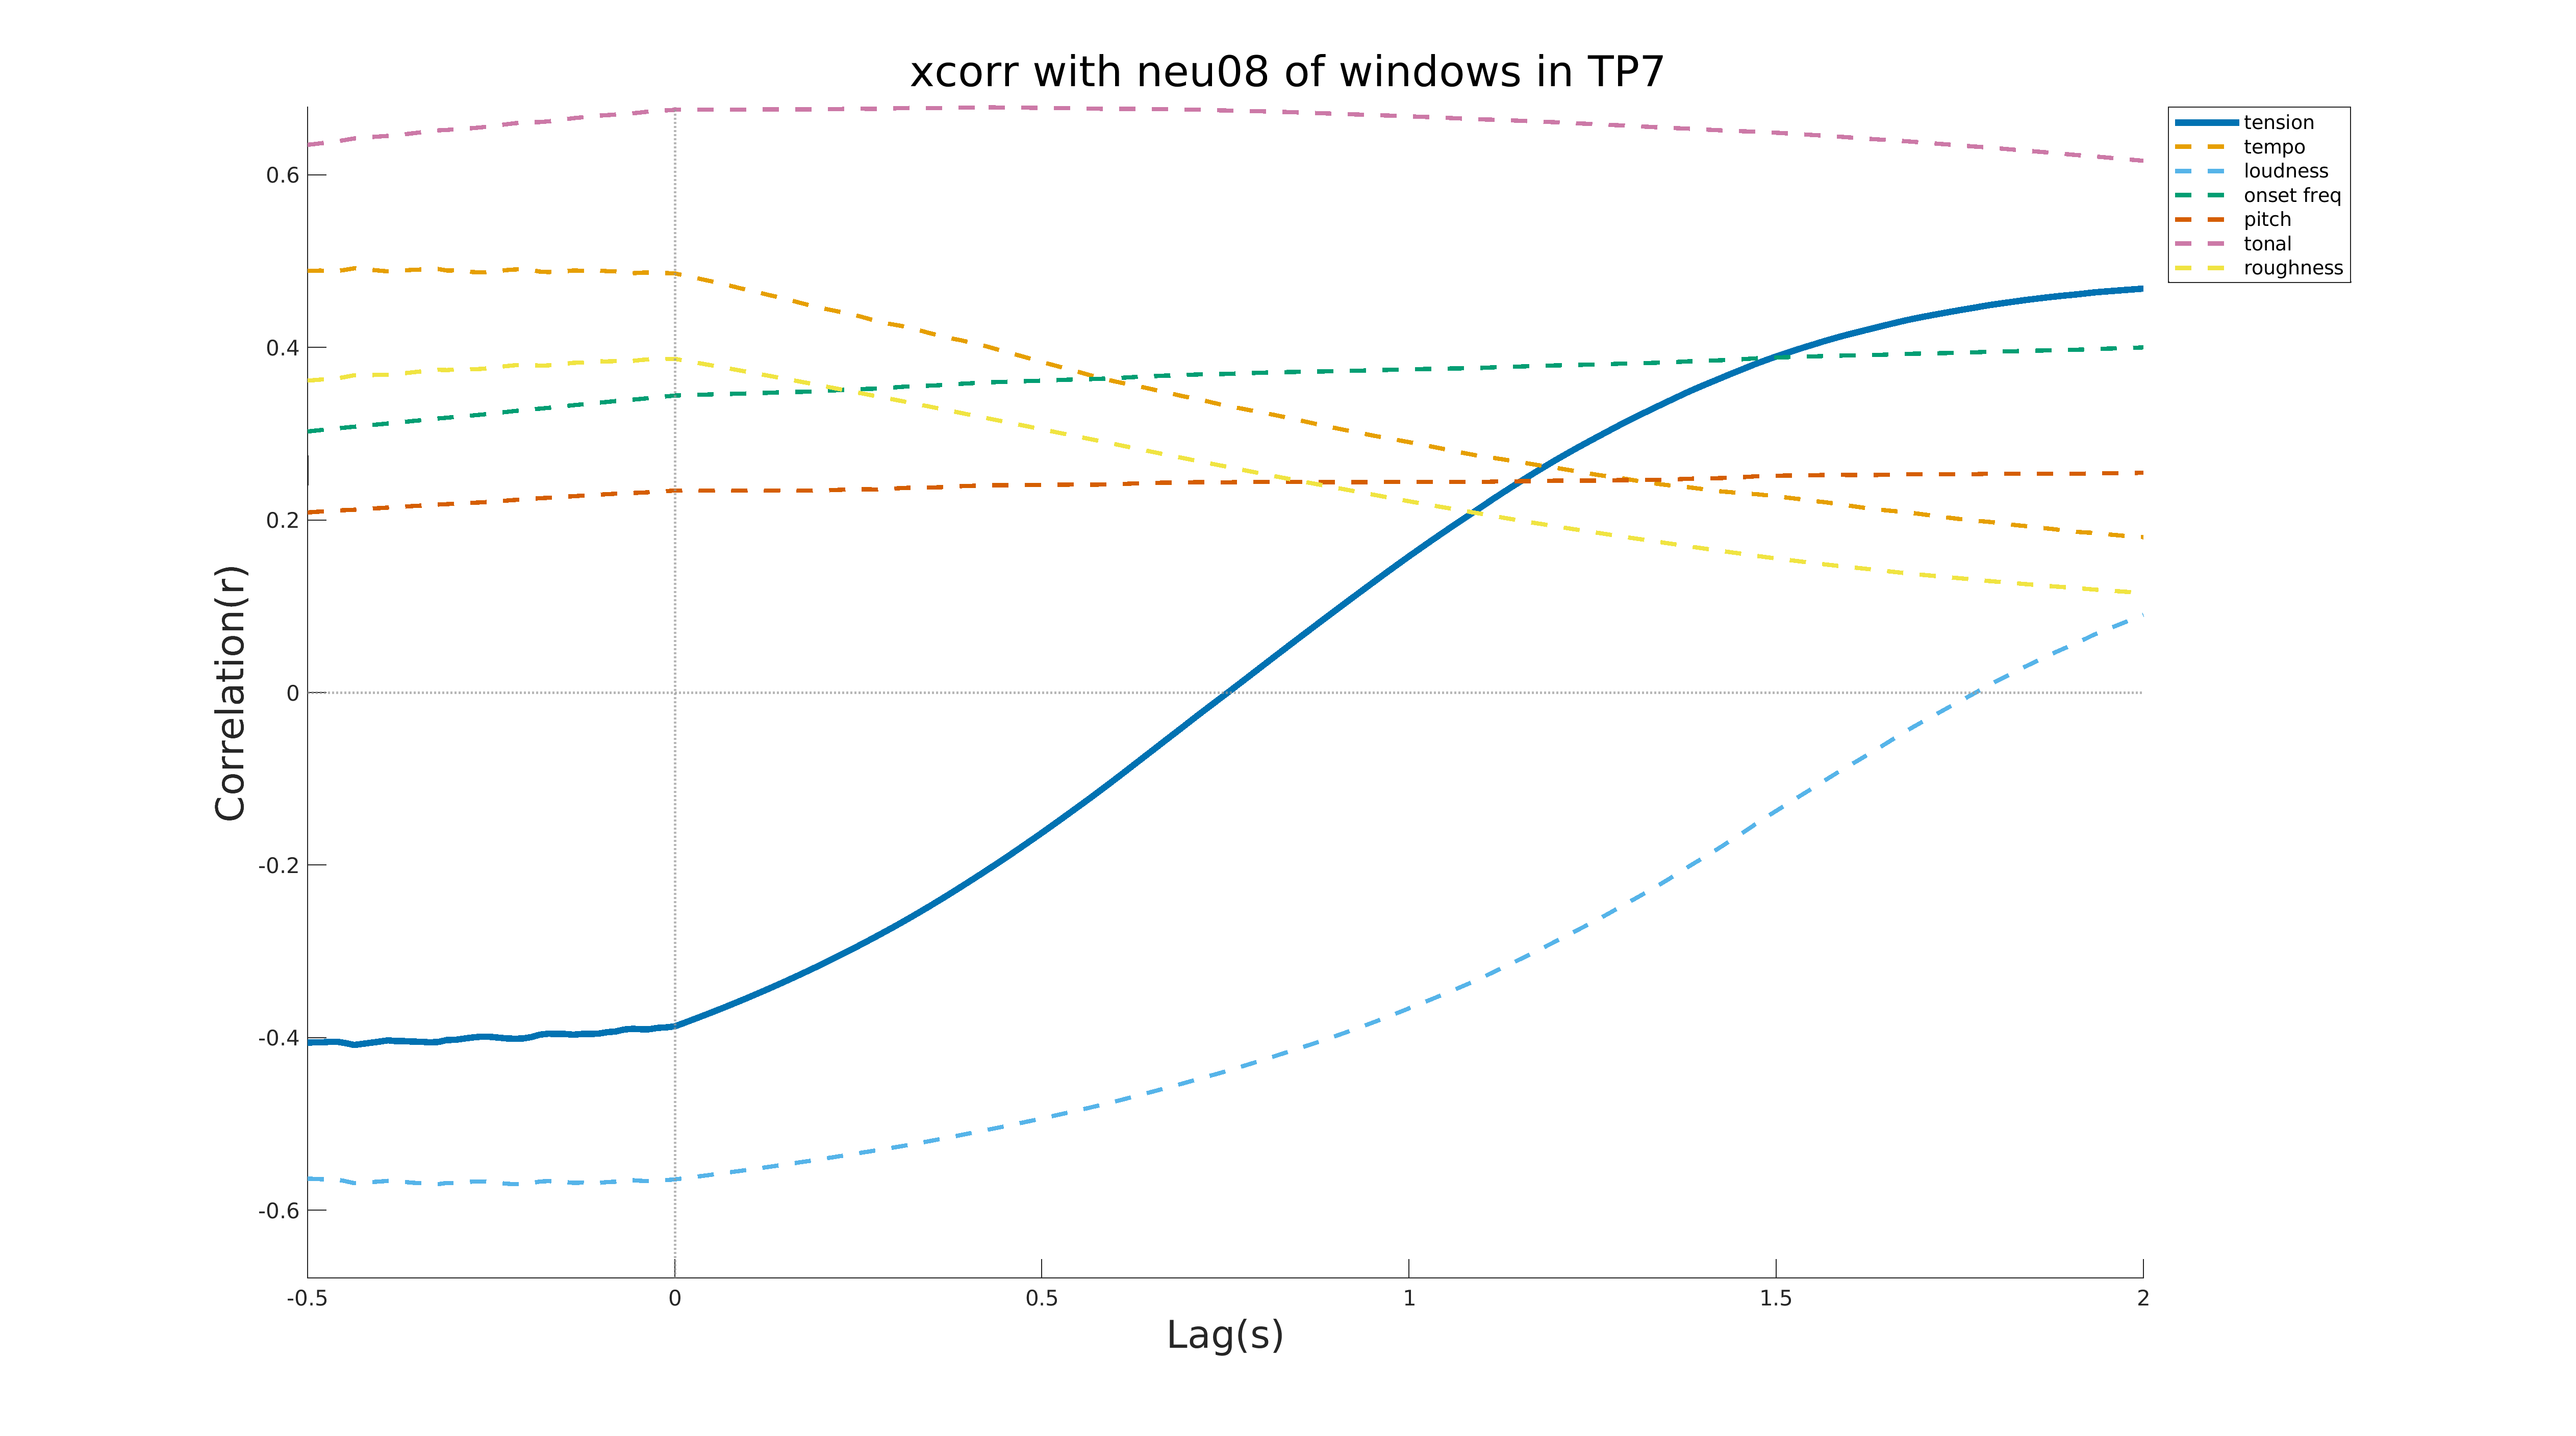 xcorr with neu08 of windows in TP7
tension
tempo
loudness
onset freq
pitch
tonal
roughness
Correlation(r)
0.6
0.4
0.2
0
-0.2
-0.4
-0.6
-0.5
0
0.5
1
1.5
2
Lag(s)